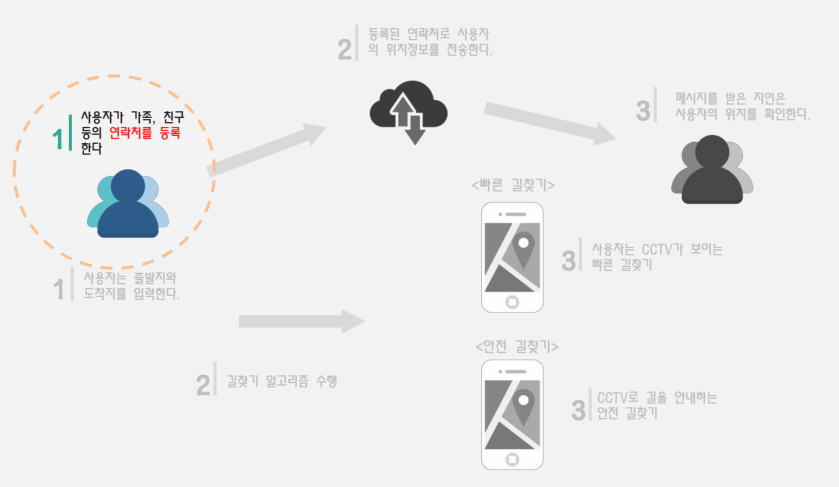 1
사용자가 가족, 친구
등의 연락처를 등록
한다
2
등록된 연락처로 사용자
의 위치정보를 전송한다.
3
메시지를 받은 지인은
사용자의 위치를 확인한다.
1
사용자는 출발지와
도착지를 입력한다.
2
길찾기 알고리즘 수행
<빠른 길찾기>
3
사용자는 CCTV가 보이는
빠른 길찾기
<안전 길찾기>
3
CCTV로 길을 안내하는
안전 길찾기